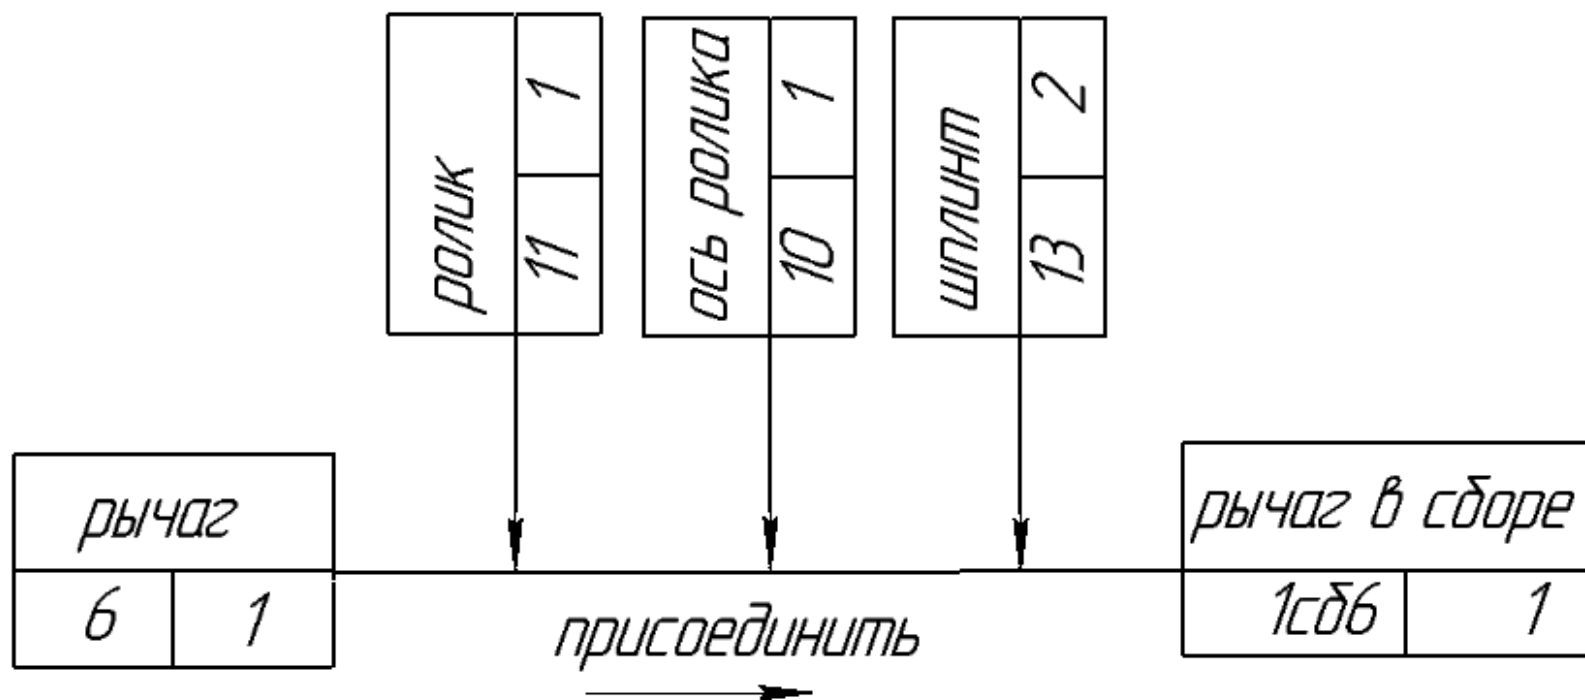 ролик
11
1
ось ролика
10
1
шплинт
13
2
рычаг
6
1
присоединить
рычаг в сборе
1сб6
1